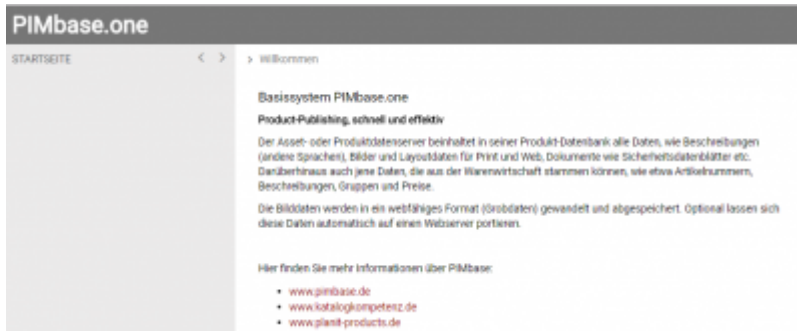 PIMbase.one
STARTSEITE
< >
> Willkommen
Basissystem PIMbase.one
Product-Publishing, schnell und effektiv
Der Asset- oder Produktdatenserver beinhaltet in seiner Produkt-Datenbank alle Daten, wie Beschreibungen
(andere Sprachen), Bilder und Layoutdaten für Print und Web, Dokumente wie Sicherheitsdatenblätter etc.
Darüberhinaus auch jene Daten, die aus der Warenwirtschaft stammen können, wie etwa Artikelnummern,
Beschreibungen, Gruppen und Preise.
Die Bilddaten werden in ein webfähiges Format (Grobdaten) gewandelt und abgespeichert. Optional lassen sich
diese Daten automatisch auf einen Webserver portieren.
Hier finden Sie mehr Informationen über PIMbase:
• www.pimbase.de
• www.katalogkompetenz.de
• www.planit-products.de